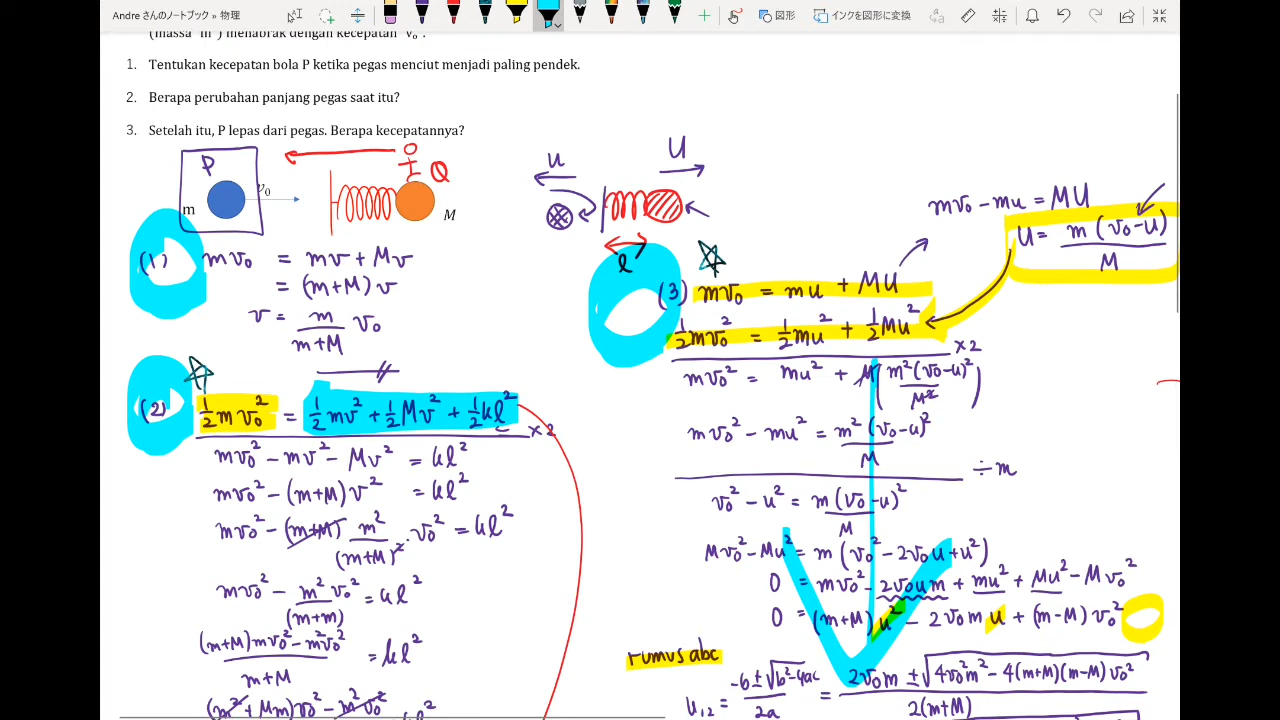 Andre さんのノートブック » 物理
図形
インクを図形に変換
(massa "m") menabrak dengan kecepatan "v₀".
1. Tentukan kecepatan bola P ketika pegas menciut menjadi paling pendek.
2. Berapa perubahan panjang pegas saat itu?
3. Setelah itu, P lepas dari pegas. Berapa kecepatannya?
P
m
v₀
Q
M
u
U
l
(1) mv₀ = mv + Mv
= (m+M) v
v = m/(m+M) v₀
(2) ½mv₀² = ½mv² + ½Mv² + ½kl²
×2
mv₀² - mv² - Mv² = kl²
mv₀² - (m+M)v² = kl²
mv₀² - (m+M) m²/(m+M)² · v₀² = kl²
mv₀² - m²v₀²/(m+m) = kl²
((m+M)mv₀² - m²v₀²)/(m+M) = kl²
(m²+Mm)v₀² - m²v₀² kl²
mv₀ - mu = MU
U = m(v₀-u)/M
(3) mv₀ = mu + MU
½mv₀² = ½mu² + ½MU²
×2
mv₀² = mu² + M(m²(v₀-u)²/M²)
mv₀² - mu² = m²(v₀-u)²/M
÷m
v₀² - u² = m(v₀-u)²/M
Mv₀² - Mu² = m(v₀² - 2v₀u + u²)
0 = mv₀² - 2v₀um + mu² + Mu² - Mv₀²
0 = (m+M)u² - 2v₀mu + (m-M)v₀²
rumus abc
u₁₂ = (-b±√(b²-4ac))/2a = (2v₀m ± √(4v₀²m² - 4(m+M)(m-M)v₀²))/2(m+M)